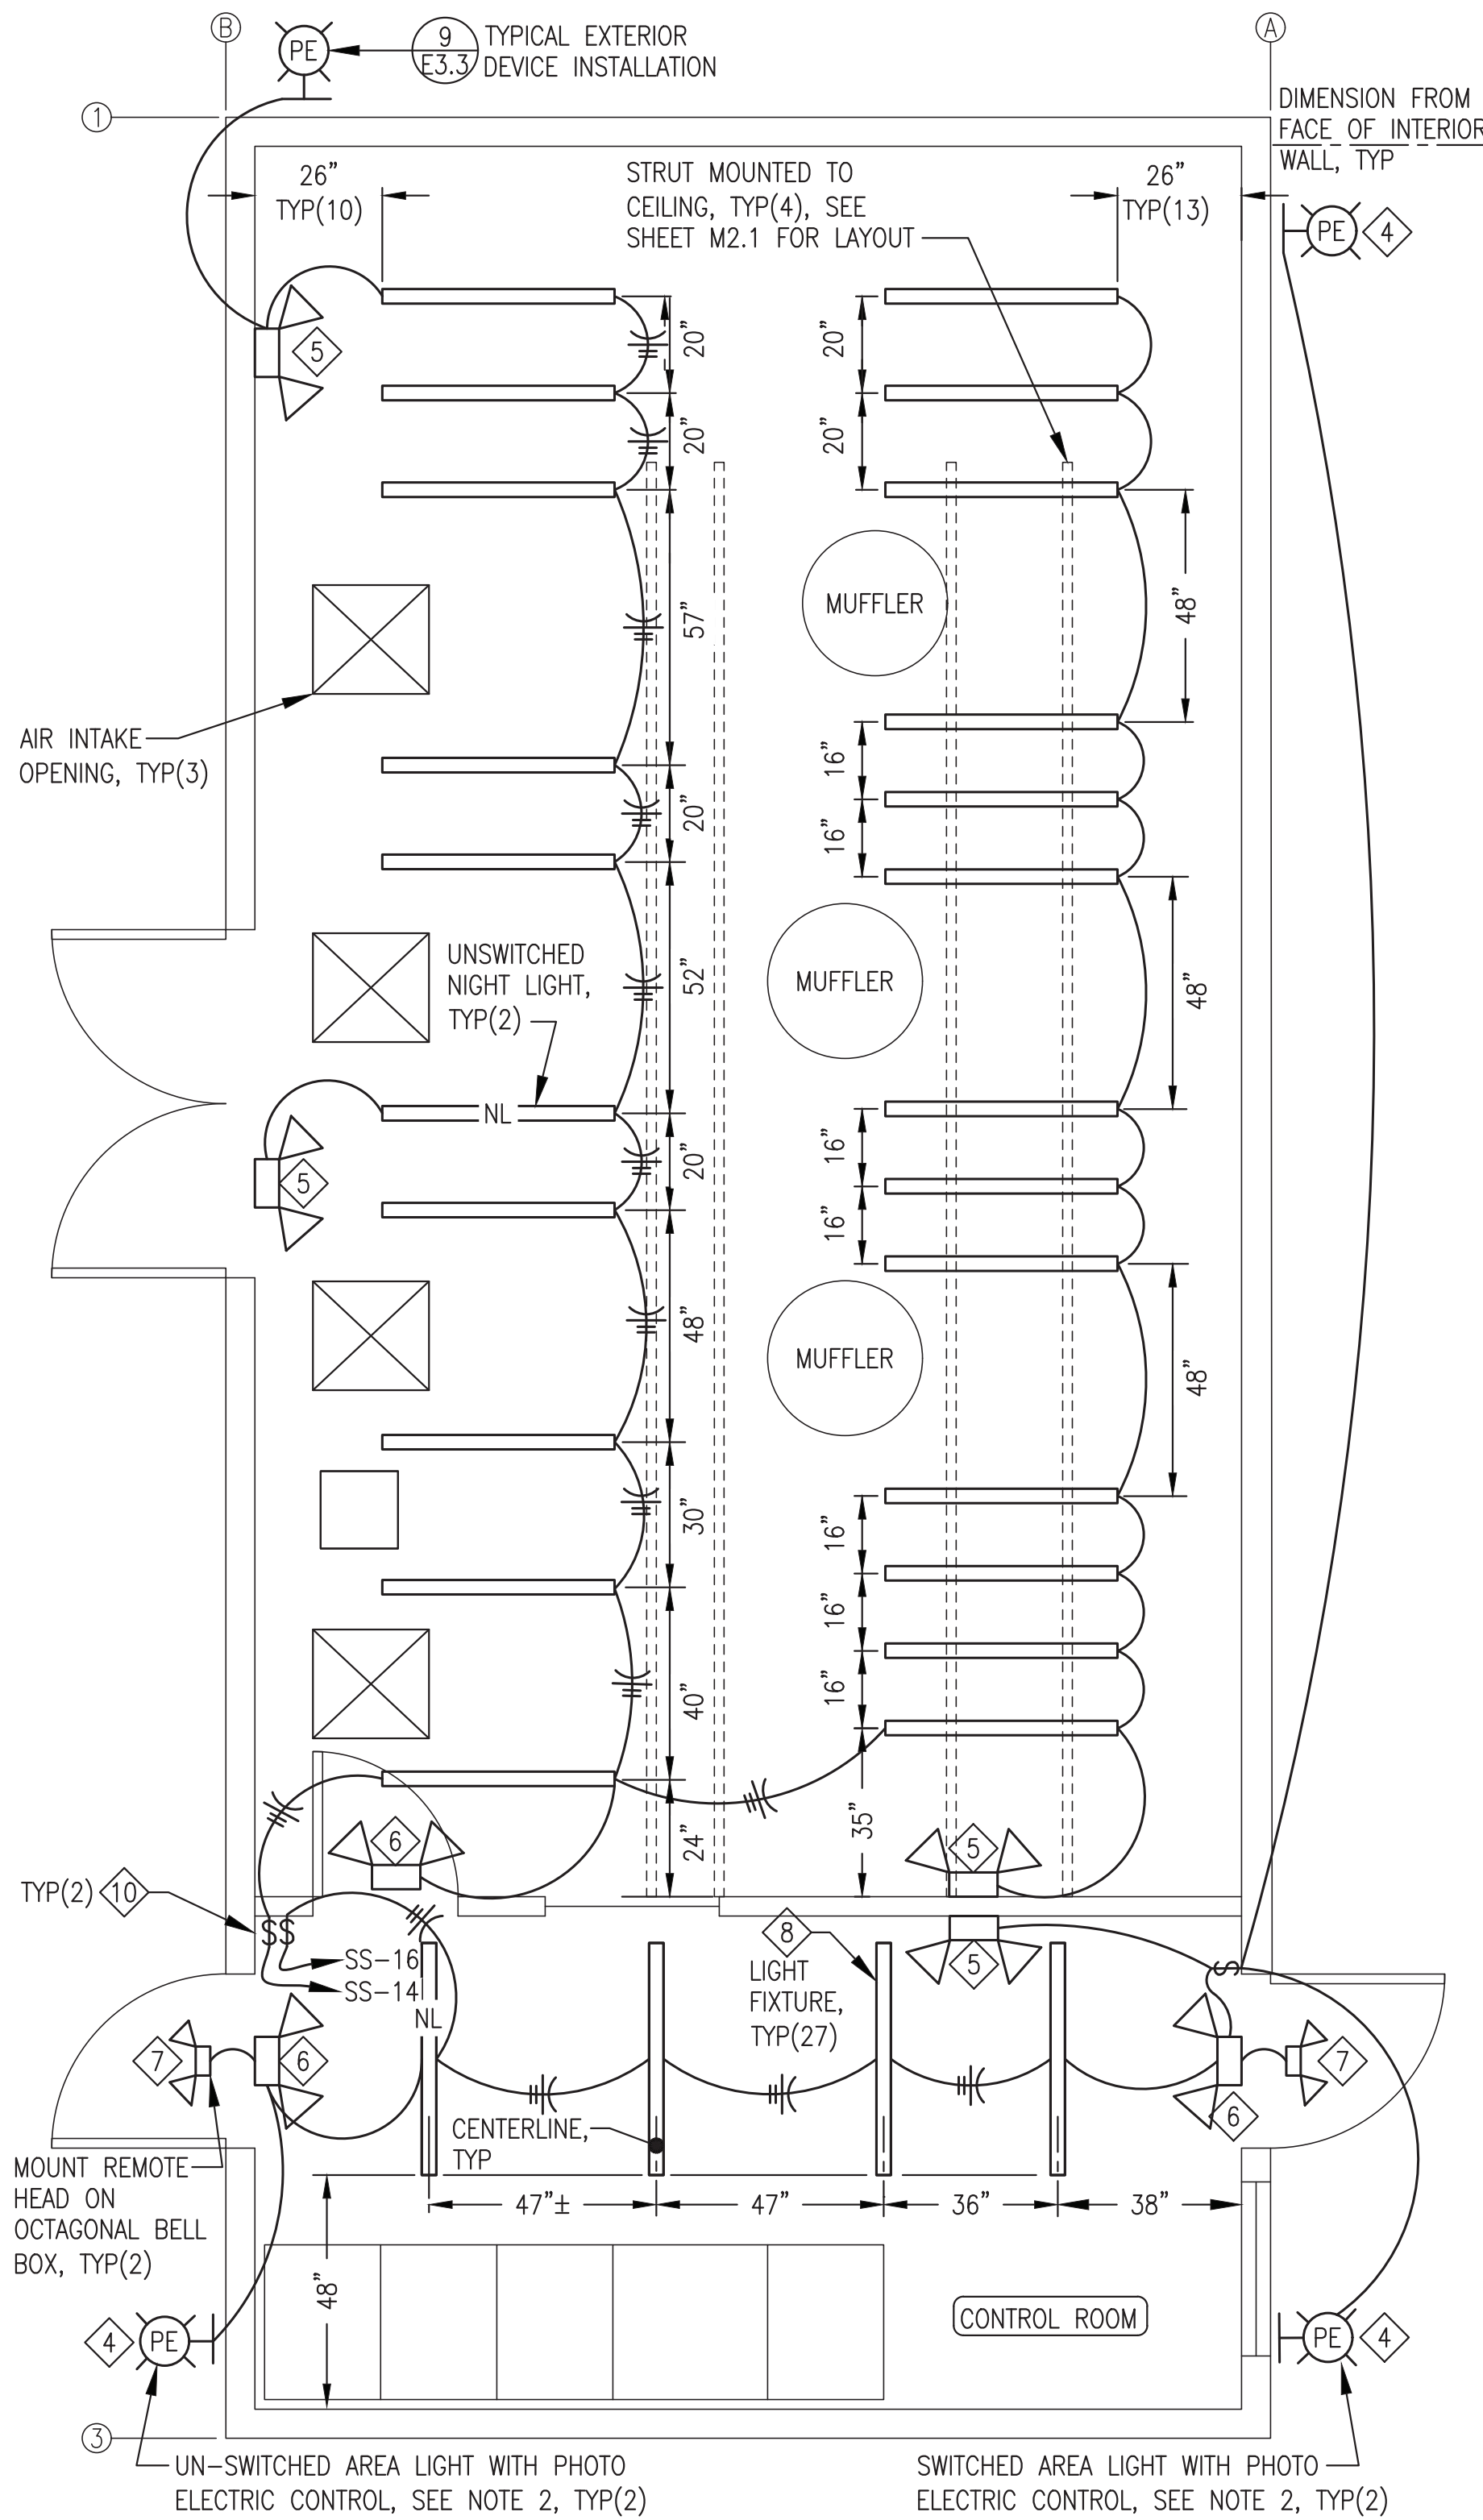 B
A
PE
9
E3.3
TYPICAL EXTERIOR
DEVICE INSTALLATION
1
DIMENSION FROM
FACE OF INTERIOR
WALL, TYP
26"
TYP(10)
STRUT MOUNTED TO
CEILING, TYP(4), SEE
SHEET M2.1 FOR LAYOUT
26"
TYP(13)
PE
4
5
20"
20"
20"
20"
57"
MUFFLER
48"
AIR INTAKE
OPENING, TYP(3)
16"
20"
16"
UNSWITCHED
NIGHT LIGHT,
TYP(2)
52"
MUFFLER
48"
NL
5
20"
16"
16"
48"
MUFFLER
48"
30"
16"
16"
40"
16"
24"
35"
6
5
TYP(2)
10
$$
SS-16
SS-14
NL
8
LIGHT
FIXTURE,
TYP(27)
5
S
7
6
6
7
CENTERLINE,
TYP
MOUNT REMOTE
HEAD ON
OCTAGONAL BELL
BOX, TYP(2)
47"±
47"
36"
38"
48"
CONTROL ROOM
4
PE
PE
4
3
UN-SWITCHED AREA LIGHT WITH PHOTO
ELECTRIC CONTROL, SEE NOTE 2, TYP(2)
SWITCHED AREA LIGHT WITH PHOTO
ELECTRIC CONTROL, SEE NOTE 2, TYP(2)